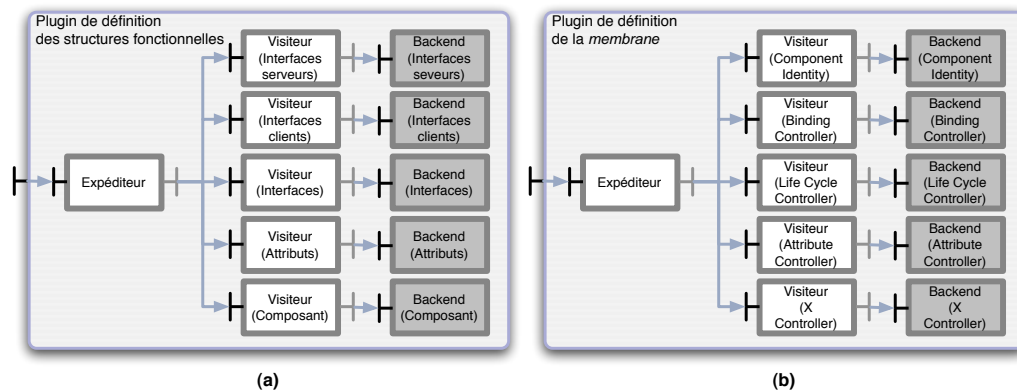 Plugin de définition
des structures fonctionnelles
Visiteur
(Interfaces
serveurs)
Backend
(Interfaces
seveurs)
Visiteur
(Interfaces
clients)
Backend
(Interfaces
clients)
Expéditeur
Visiteur
(Interfaces)
Backend
(Interfaces)
Visiteur
(Attributs)
Backend
(Attributs)
Visiteur
(Composant)
Backend
(Composant)
(a)
Plugin de définition
de la membrane
Visiteur
(Component
Identity)
Backend
(Component
Identity)
Visiteur
(Binding
Controller)
Backend
(Binding
Controller)
Expéditeur
Visiteur
(Life Cycle
Controller)
Backend
(Life Cycle
Controller)
Visiteur
(Attribute
Controller)
Backend
(Attribute
Controller)
Visiteur
(X
Controller)
Backend
(X
Controller)
(b)